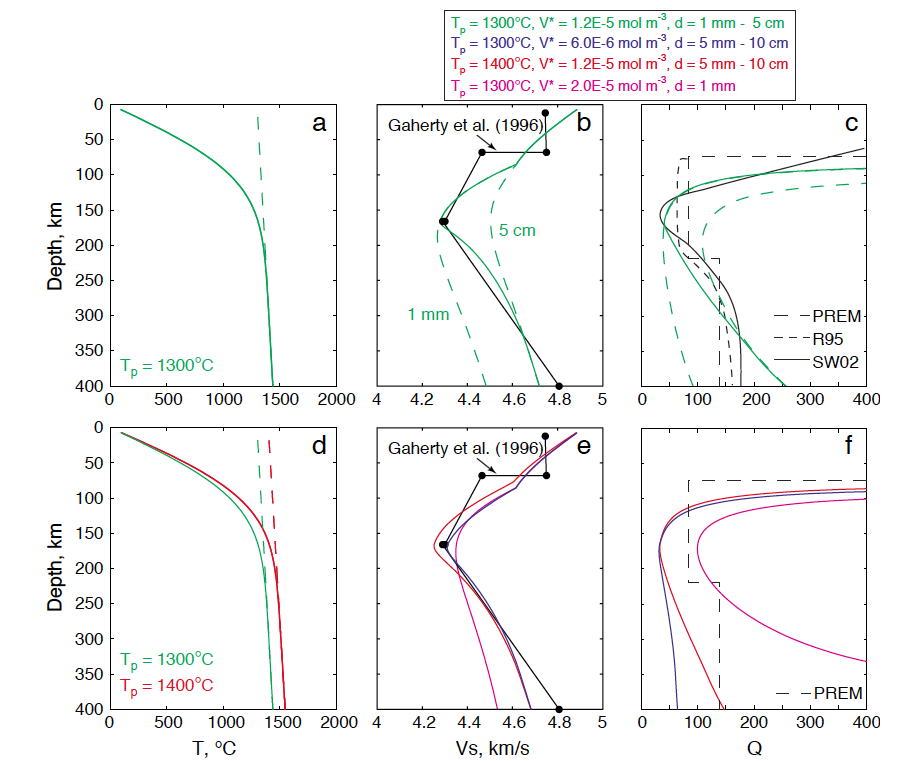 Tp = 1300°C, V* = 1.2E-5 mol m-3, d = 1 mm - 5 cm
Tp = 1300°C, V* = 6.0E-6 mol m-3, d = 5 mm - 10 cm
Tp = 1400°C, V* = 1.2E-5 mol m-3, d = 5 mm - 10 cm
Tp = 1300°C, V* = 2.0E-5 mol m-3, d = 1 mm
0
50
100
150
200
250
300
350
400
Depth, km
a
Tp = 1300°C
0 500 1000 1500 2000
Gaherty et al. (1996)
b
5 cm
1 mm
4 4.2 4.4 4.6 4.8 5
c
PREM
R95
SW02
0 100 200 300 400
0
50
100
150
200
250
300
350
400
Depth, km
d
Tp = 1300°C
Tp = 1400°C
0 500 1000 1500 2000
T, °C
Gaherty et al. (1996)
e
4 4.2 4.4 4.6 4.8 5
Vs, km/s
f
PREM
0 100 200 300 400
Q